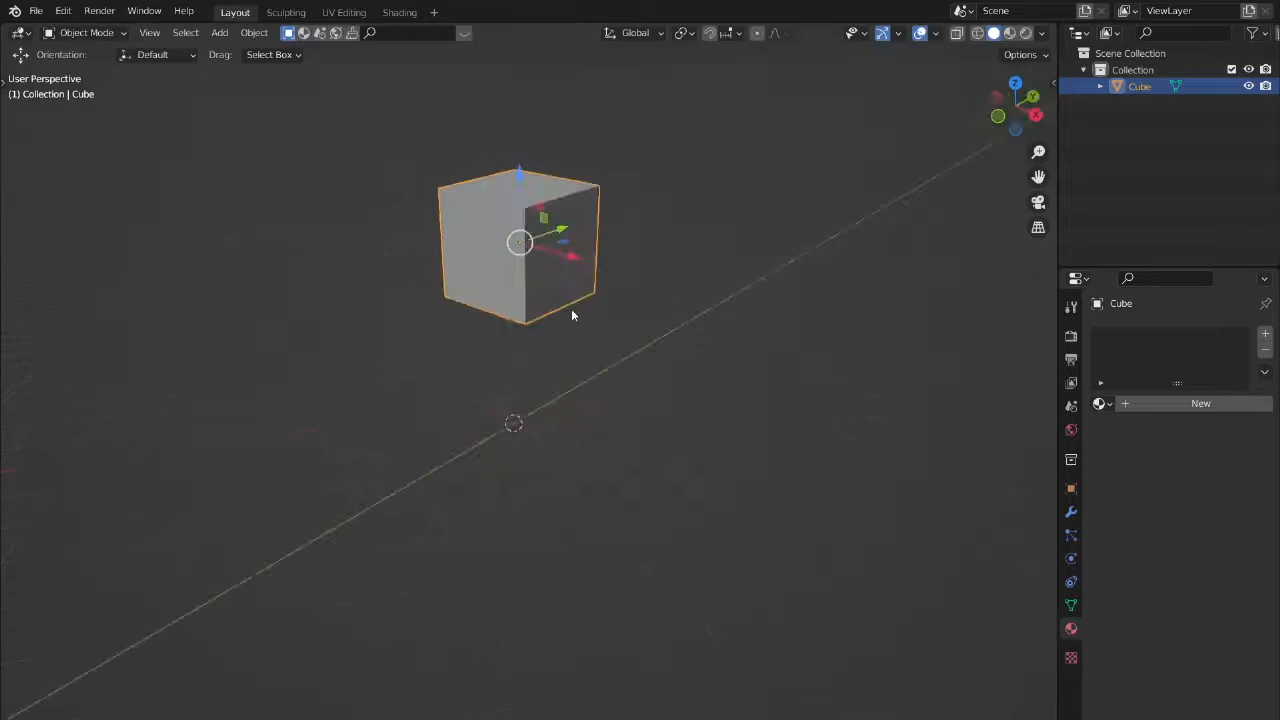 File Edit Render Window Help Layout Sculpting UV Editing Shading + Scene ViewLayer
Object Mode View Select Add Object Global
Orientation: Default Drag: Select Box Options
User Perspective
(1) Collection | Cube
Z
Y
X
Scene Collection
Collection
Cube
Cube
+ New